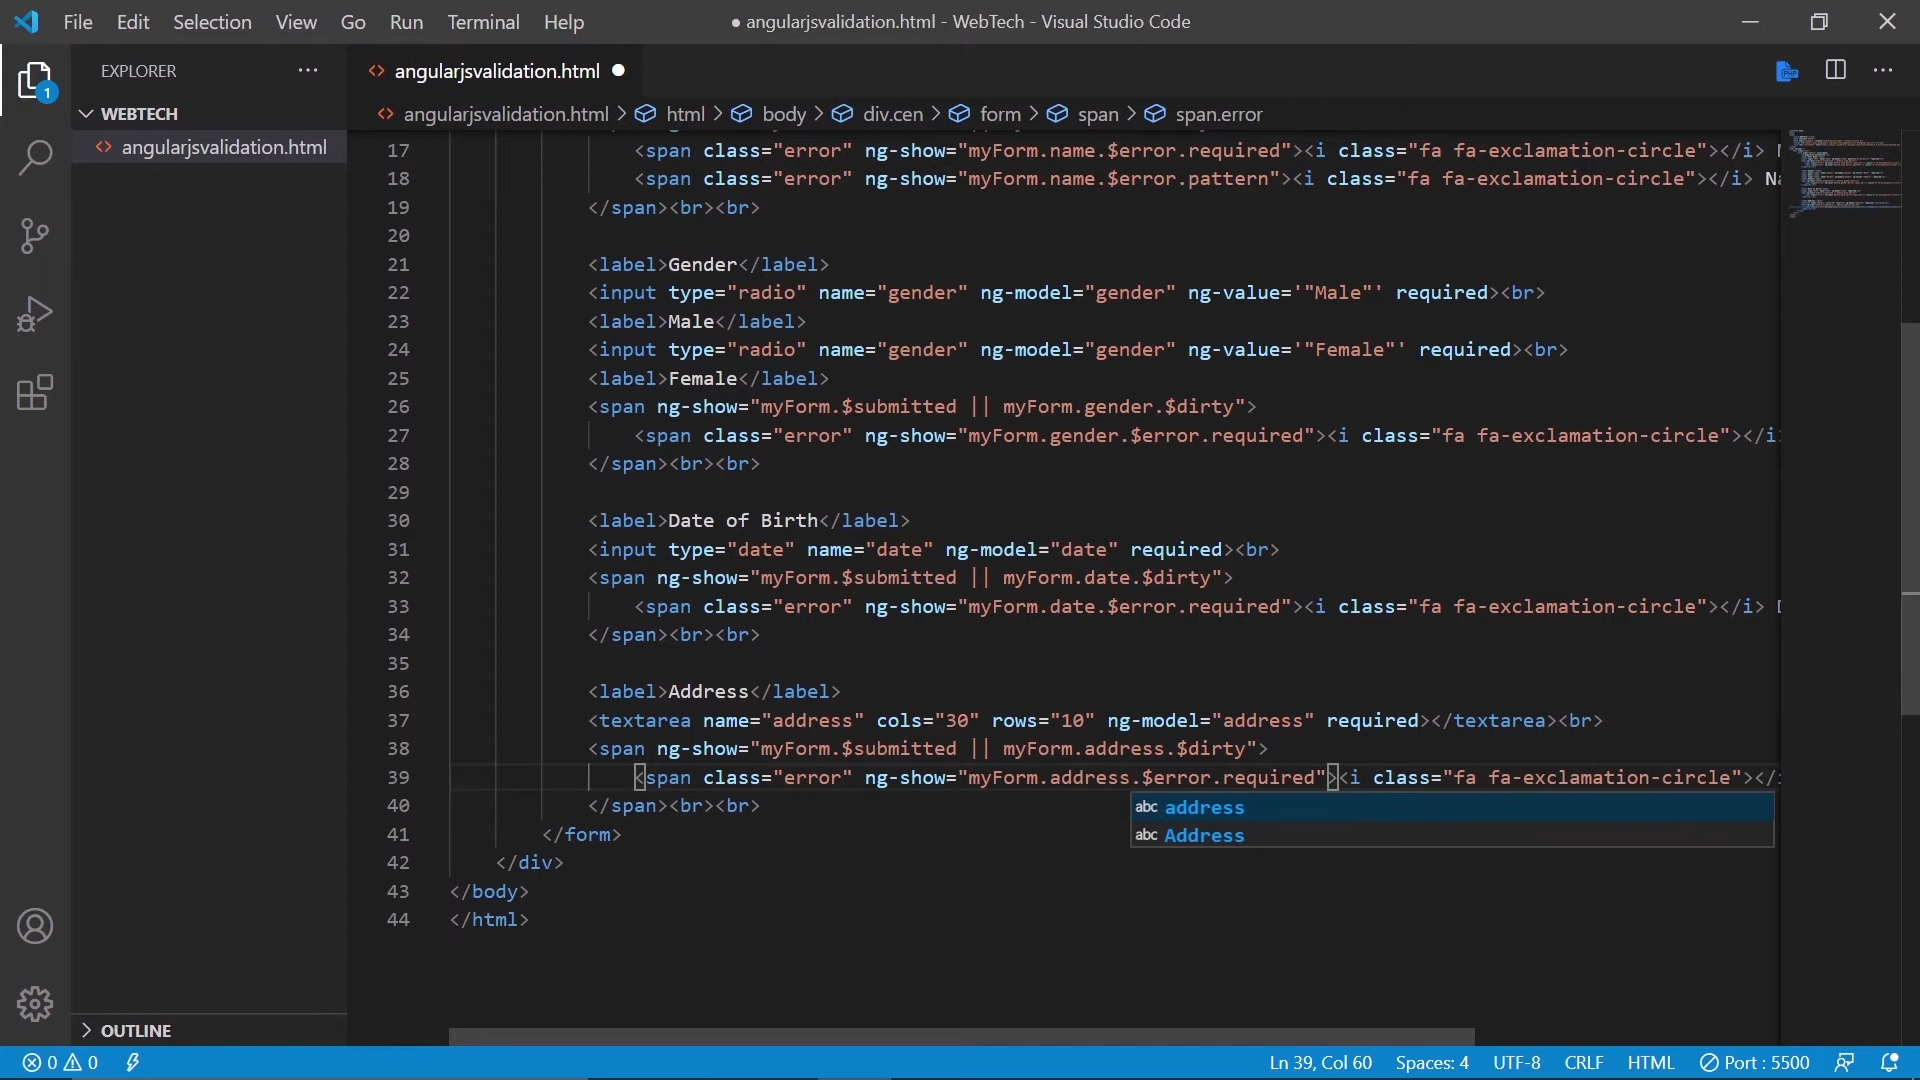 File Edit Selection View Go Run Terminal Help ● angularjsvalidation.html - WebTech - Visual Studio Code
EXPLORER ···
<> angularjsvalidation.html ●
PHP
WEBTECH
<> angularjsvalidation.html > html > body > div.cen > form > span > span.error
<> angularjsvalidation.html
1
17 <span class="error" ng-show="myForm.name.$error.required"><i class="fa fa-exclamation-circle"></i>
18 <span class="error" ng-show="myForm.name.$error.pattern"><i class="fa fa-exclamation-circle"></i> Na
19 </span><br><br>
20
21 <label>Gender</label>
22 <input type="radio" name="gender" ng-model="gender" ng-value='"Male"' required><br>
23 <label>Male</label>
24 <input type="radio" name="gender" ng-model="gender" ng-value='"Female"' required><br>
25 <label>Female</label>
26 <span ng-show="myForm.$submitted || myForm.gender.$dirty">
27 <span class="error" ng-show="myForm.gender.$error.required"><i class="fa fa-exclamation-circle"></i
28 </span><br><br>
29
30 <label>Date of Birth</label>
31 <input type="date" name="date" ng-model="date" required><br>
32 <span ng-show="myForm.$submitted || myForm.date.$dirty">
33 <span class="error" ng-show="myForm.date.$error.required"><i class="fa fa-exclamation-circle"></i>
34 </span><br><br>
35
36 <label>Address</label>
37 <textarea name="address" cols="30" rows="10" ng-model="address" required></textarea><br>
38 <span ng-show="myForm.$submitted || myForm.address.$dirty">
39 <span class="error" ng-show="myForm.address.$error.required"><i class="fa fa-exclamation-circle"></
40 </span><br><br>
abc address
41 </form>
abc Address
42 </div>
43 </body>
44 </html>
OUTLINE
0 0 Ln 39, Col 60 Spaces: 4 UTF-8 CRLF HTML Port : 5500